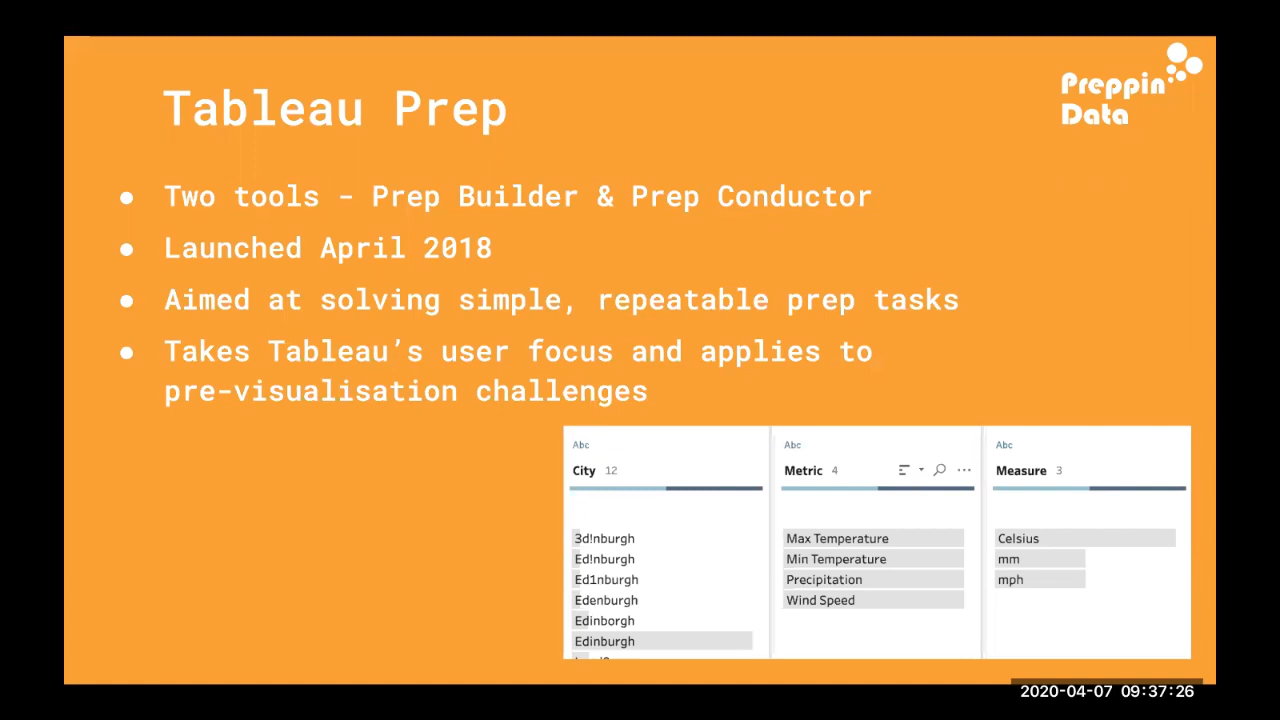 Preppin
Data
Tableau Prep
● Two tools - Prep Builder & Prep Conductor
● Launched April 2018
● Aimed at solving simple, repeatable prep tasks
● Takes Tableau’s user focus and applies to
pre-visualisation challenges
Abc Abc Abc
City 12 Metric 4 Measure 3
3d!nburgh Max Temperature Celsius
Ed!nburgh Min Temperature mm
Ed1nburgh Precipitation mph
Edenburgh Wind Speed
Edinborgh
Edinburgh
2020-04-07 09:37:26